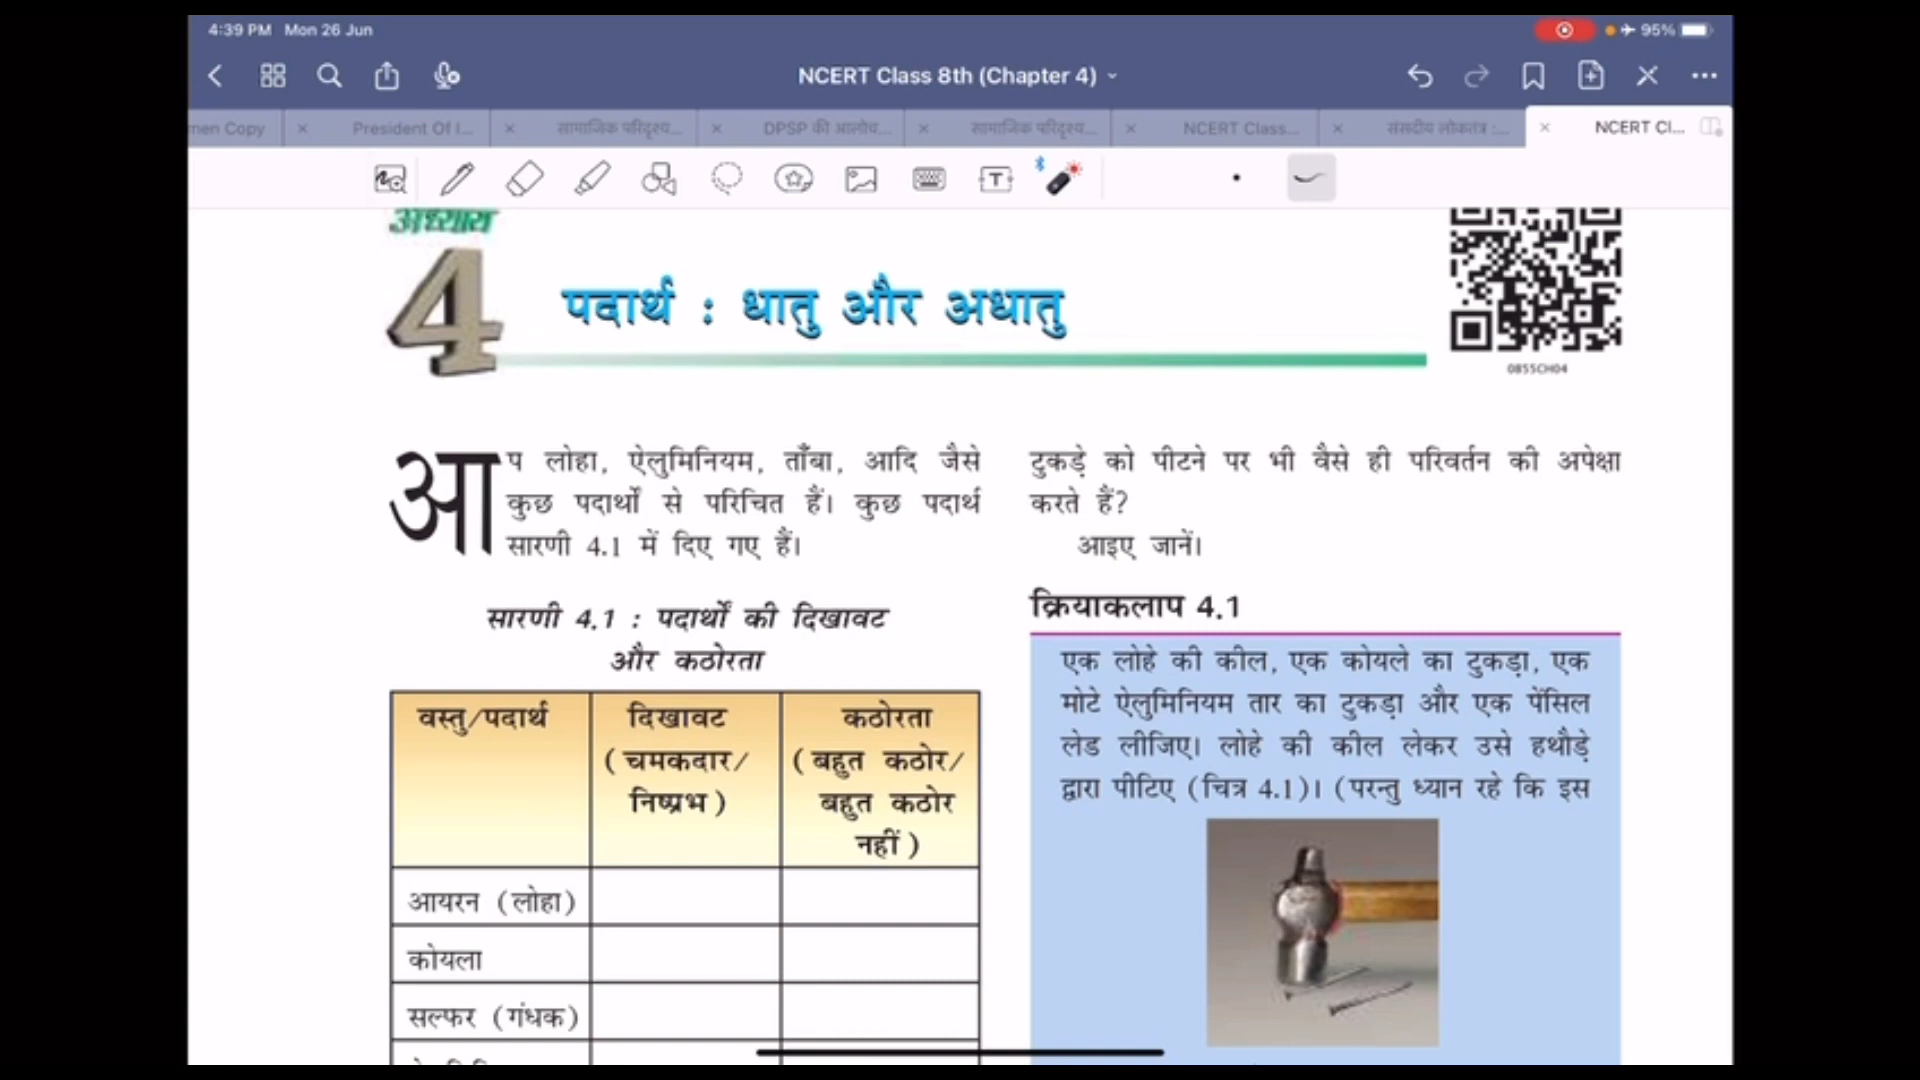 4:39 PM Mon 26 Jun
95%
NCERT Class 8th (Chapter 4)
men Copy
President Of I...
सामाजिक परिदृश्य...
DPSP की आलोच...
सामाजिक परिदृश्य...
NCERT Class...
संसदीय लोकतंत्र :...
NCERT Cl...
अध्याय
4
पदार्थ : धातु और अधातु
0855CH04
आप लोहा, ऐलुमिनियम, ताँबा, आदि जैसे
कुछ पदार्थों से परिचित हैं। कुछ पदार्थ
सारणी 4.1 में दिए गए हैं।
सारणी 4.1 : पदार्थों की दिखावट
और कठोरता
वस्तु/पदार्थ
दिखावट
(चमकदार/
निष्प्रभ)
कठोरता
(बहुत कठोर/
बहुत कठोर
नहीं)
आयरन (लोहा)
कोयला
सल्फर (गंधक)
टुकड़े को पीटने पर भी वैसे ही परिवर्तन की अपेक्षा
करते हैं?
आइए जानें।
क्रियाकलाप 4.1
एक लोहे की कील, एक कोयले का टुकड़ा, एक
मोटे ऐलुमिनियम तार का टुकड़ा और एक पेंसिल
लेड लीजिए। लोहे की कील लेकर उसे हथौड़े
द्वारा पीटिए (चित्र 4.1)। (परन्तु ध्यान रहे कि इस